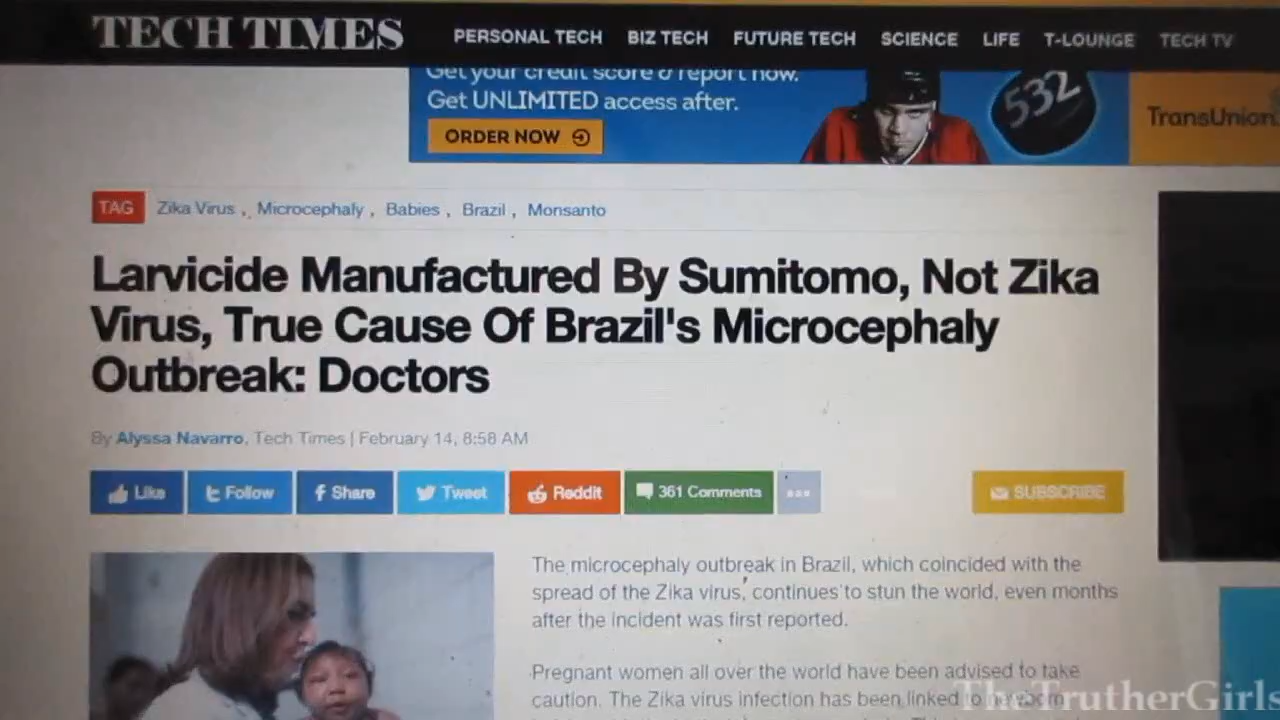 TECH TIMES
PERSONAL TECH BIZ TECH FUTURE TECH SCIENCE LIFE T-LOUNGE TECH TV
Get your credit score & report now.
Get UNLIMITED access after.
ORDER NOW
532
TransUnion
TAG Zika Virus , Microcephaly , Babies , Brazil , Monsanto
Larvicide Manufactured By Sumitomo, Not Zika
Virus, True Cause Of Brazil's Microcephaly
Outbreak: Doctors
By Alyssa Navarro, Tech Times | February 14, 8:58 AM
Like Follow Share Tweet Reddit 361 Comments ... SUBSCRIBE
The microcephaly outbreak in Brazil, which coincided with the
spread of the Zika virus, continues to stun the world, even months
after the incident was first reported.
Pregnant women all over the world have been advised to take
caution. The Zika virus infection has been linked to newborn
TheTrutherGirls